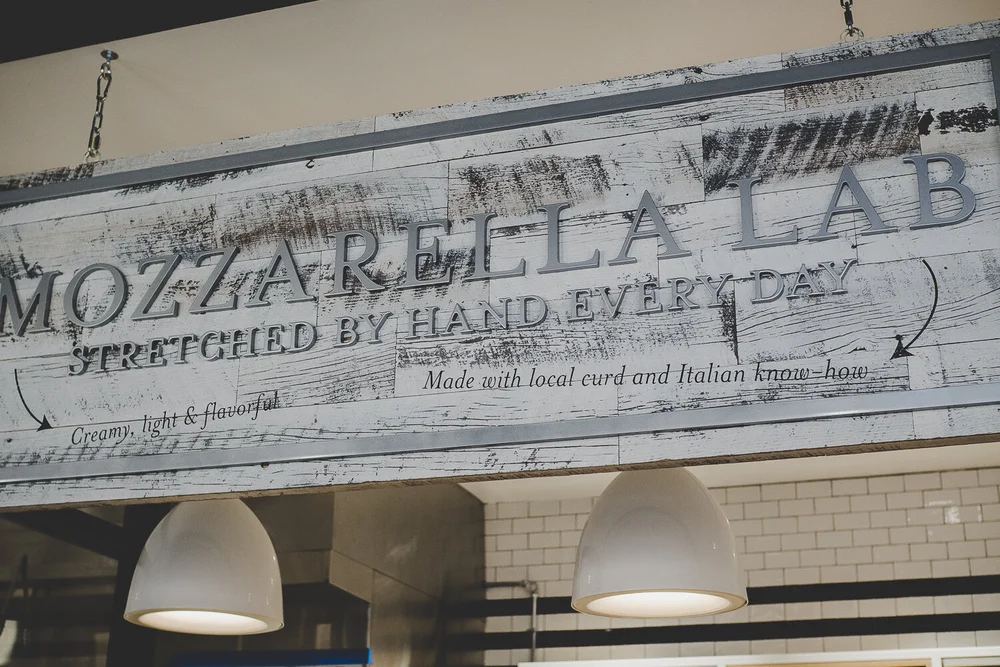 MOZZARELLA LAB
STRETCHED BY HAND EVERY DAY
Made with local curd and Italian know-how
Creamy, light & flavorful